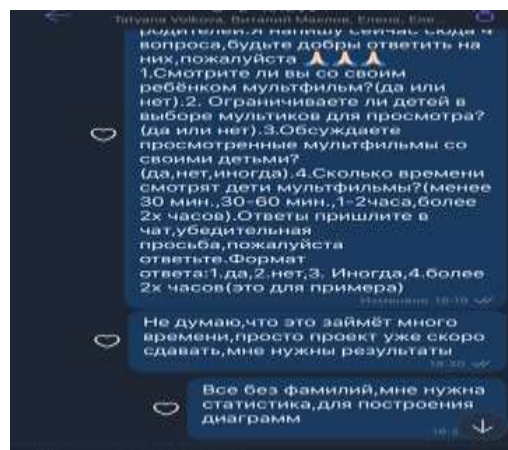 Tatyana Volkova, Виталий Маслов, Елена, Еле...
родителей.Я напишу сейчас сюда 4
вопроса,будьте добры ответить на
них,пожалуйста 🙏🏻🙏🏻🙏🏻
1.Смотрите ли вы со своим
ребёнком мультфильм?(да или
нет).2. Ограничиваете ли детей в
выборе мультиков для просмотра?
(да или нет).3.Обсуждаете
просмотренные мультфильмы со
своими детьми?
(да,нет,иногда).4.Сколько времени
смотрят дети мультфильмы?(менее
30 мин.,30-60 мин.,1-2часа,более
2х часов).Ответы пришлите в
чат,убедительная
просьба,пожалуйста
ответьте.Формат
ответа:1.да,2.нет,3. Иногда,4.более
2х часов(это для примера)
Изменено
Не думаю,что это займёт много
времени,просто проект уже скоро
сдавать,мне нужны результаты
Все без фамилий,мне нужна
статистика,для построения
диаграмм